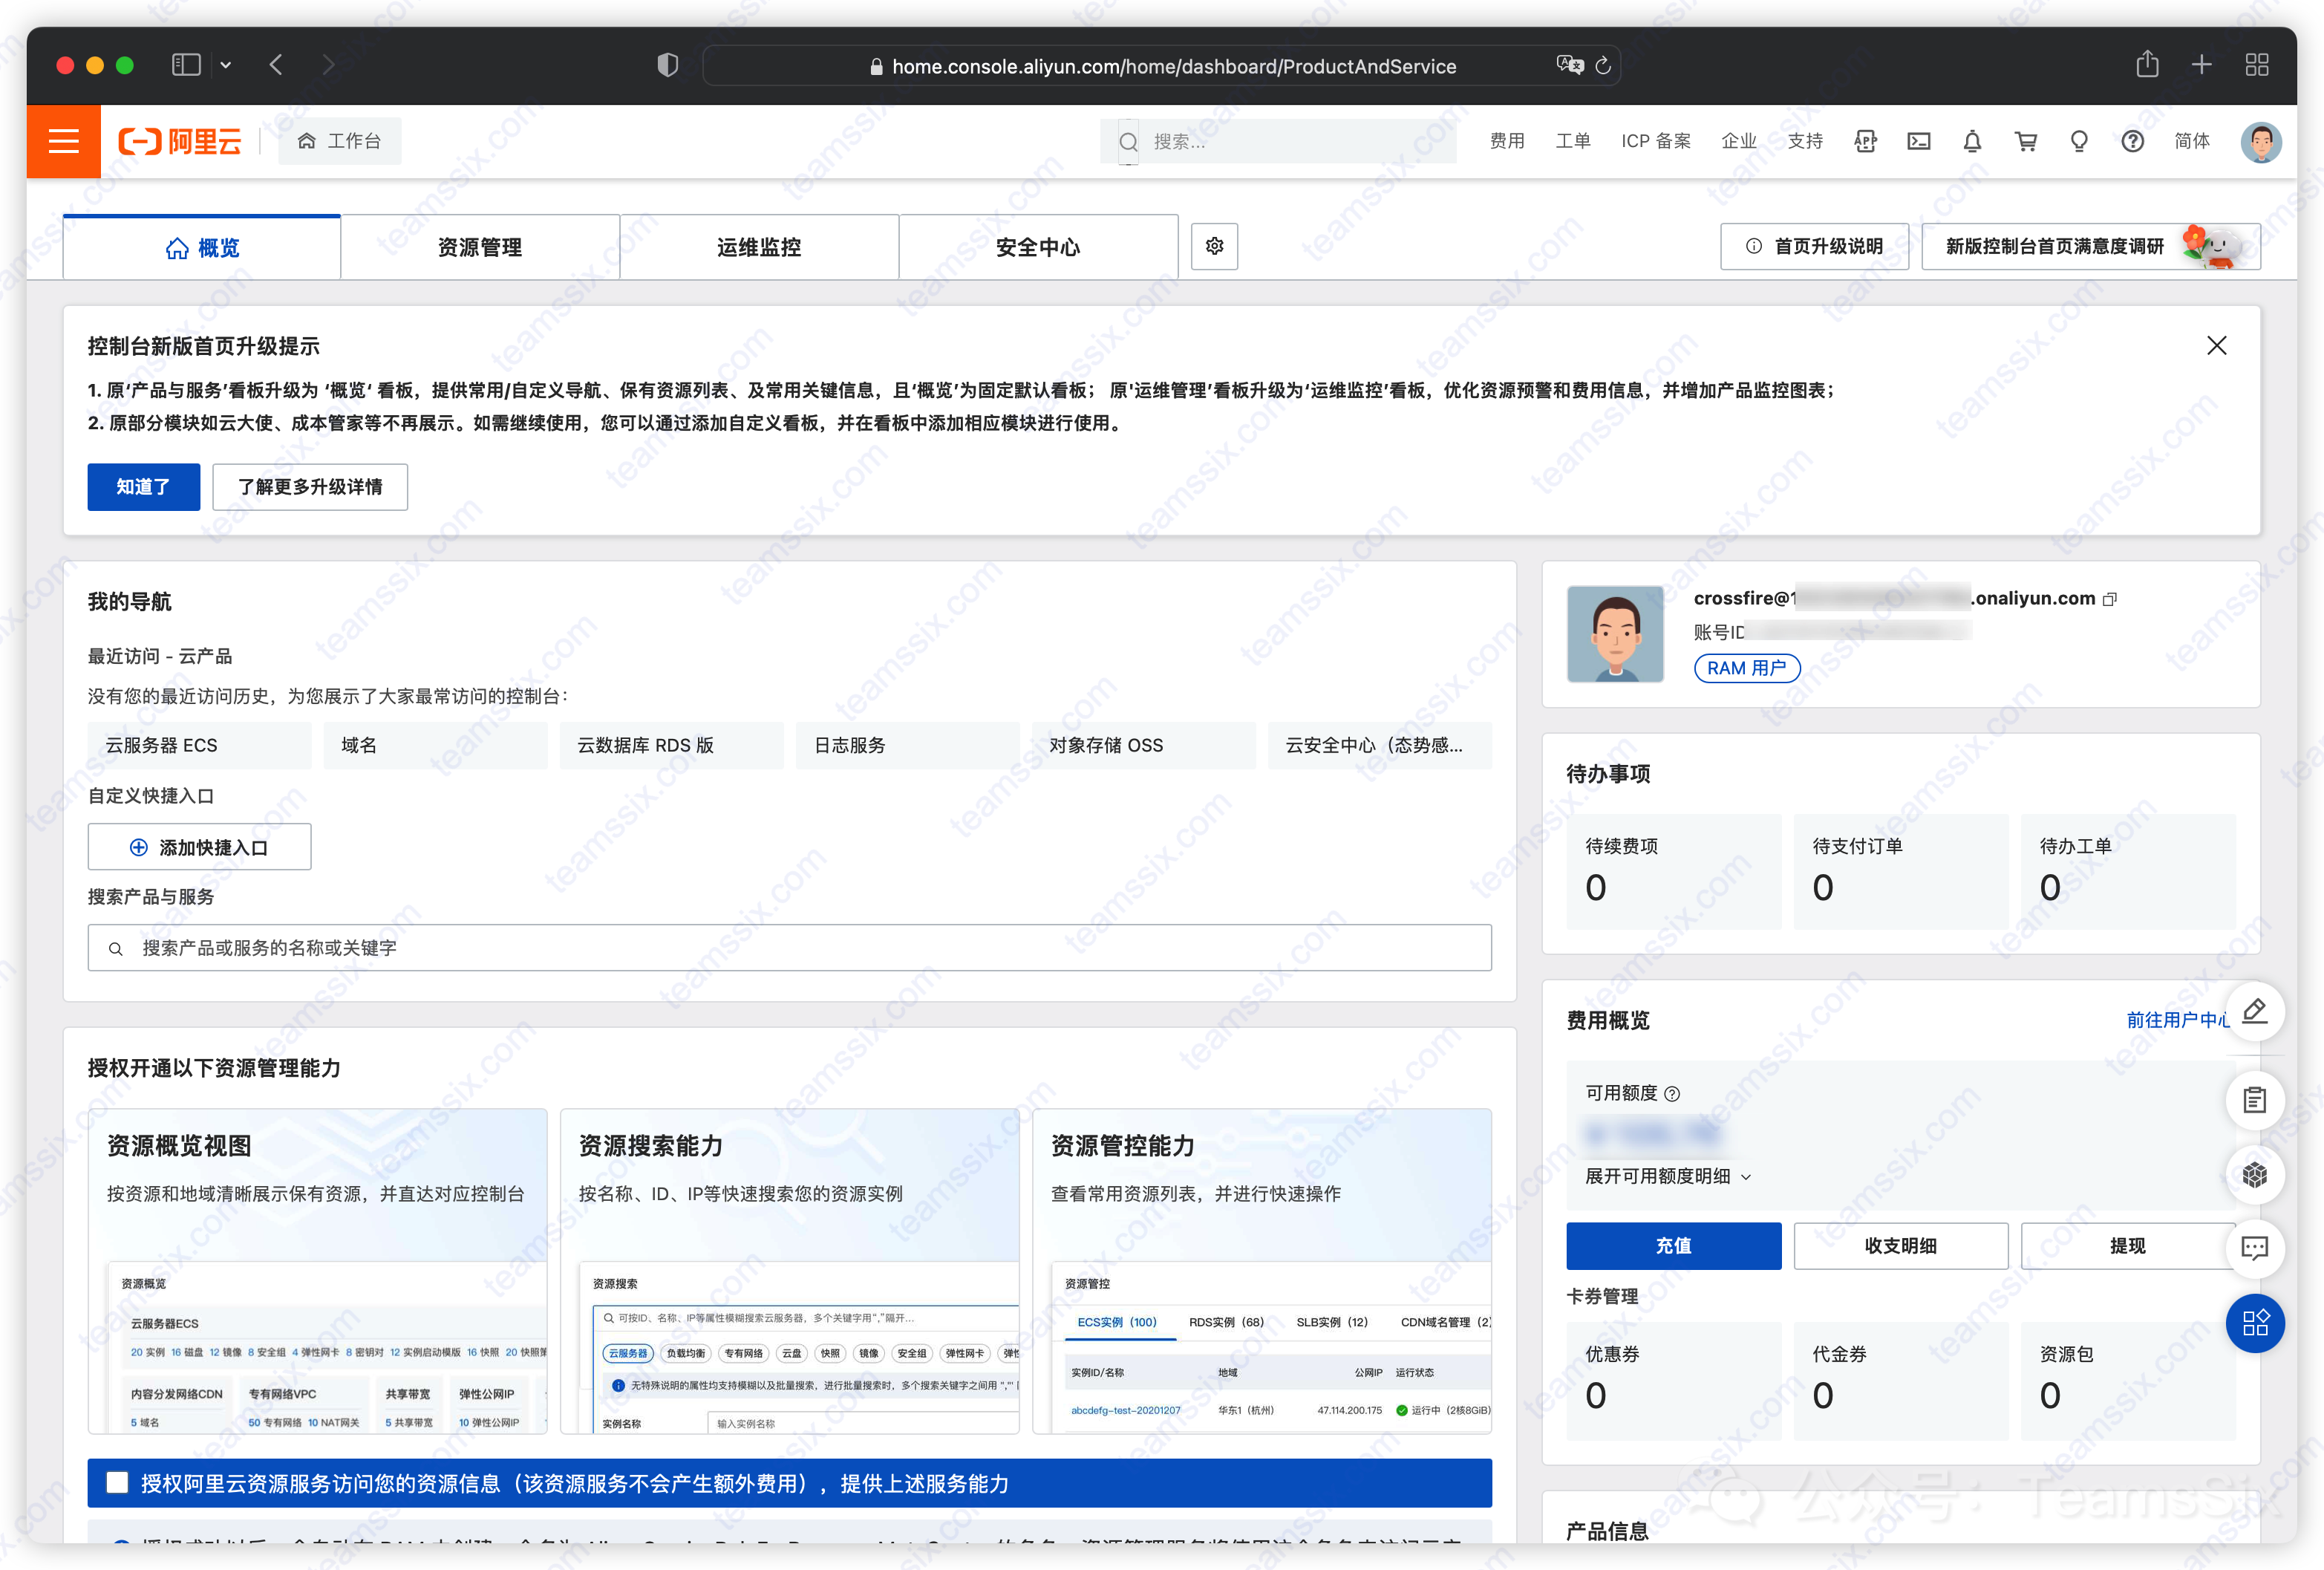 home.console.aliyun.com/home/dashboard/ProductAndService
阿里云
工作台
搜索...
费用
工单
ICP 备案
企业
支持
简体
概览
资源管理
运维监控
安全中心
首页升级说明
新版控制台首页满意度调研
控制台新版首页升级提示
1. 原‘产品与服务’看板升级为 ‘概览‘ 看板，提供常用/自定义导航、保有资源列表、及常用关键信息，且‘概览’为固定默认看板； 原'运维管理’看板升级为‘运维监控’看板，优化资源预警和费用信息，并增加产品监控图表；
2. 原部分模块如云大使、成本管家等不再展示。如需继续使用，您可以通过添加自定义看板，并在看板中添加相应模块进行使用。
知道了
了解更多升级详情
我的导航
最近访问 - 云产品
没有您的最近访问历史，为您展示了大家最常访问的控制台：
云服务器 ECS
域名
云数据库 RDS 版
日志服务
对象存储 OSS
云安全中心（态势感...
自定义快捷入口
添加快捷入口
搜索产品与服务
搜索产品或服务的名称或关键字
crossfire@1 .onaliyun.com
账号ID
RAM 用户
待办事项
待续费项
0
待支付订单
0
待办工单
0
费用概览
前往用户中心
可用额度
展开可用额度明细
充值
收支明细
提现
卡券管理
优惠券
0
代金券
0
资源包
0
产品信息
授权开通以下资源管理能力
资源概览视图
按资源和地域清晰展示保有资源，并直达对应控制台
资源概览
云服务器ECS
20 实例 16 磁盘 12 镜像 8 安全组 4 弹性网卡 8 密钥对 12 实例启动模版 16 快照 20 快照策
内容分发网络CDN
5 域名
专有网络VPC
50 专有网络 10 NAT网关
共享带宽
5 共享带宽
弹性公网IP
10 弹性公网IP
资源搜索能力
按名称、ID、IP等快速搜索您的资源实例
资源搜索
可按ID、名称、IP等属性模糊搜索云服务器，多个关键字用“,”隔开...
云服务器 负载均衡 专有网络 云盘 快照 镜像 安全组 弹性网卡 弹性
无特殊说明的属性均支持模糊以及批量搜索，进行批量搜索时，多个搜索关键字之间用 “,”
实例名称
输入实例名称
资源管控能力
查看常用资源列表，并进行快速操作
资源管控
ECS实例（100） RDS实例（68） SLB实例（12） CDN域名管理（2）
实例ID/名称 地域 公网IP 运行状态
abcdefg-test-20201207 华东1（杭州） 47.114.200.175 运行中（2核8GiB）
授权阿里云资源服务访问您的资源信息（该资源服务不会产生额外费用），提供上述服务能力
公众号：TeamsSix
teamssix.com